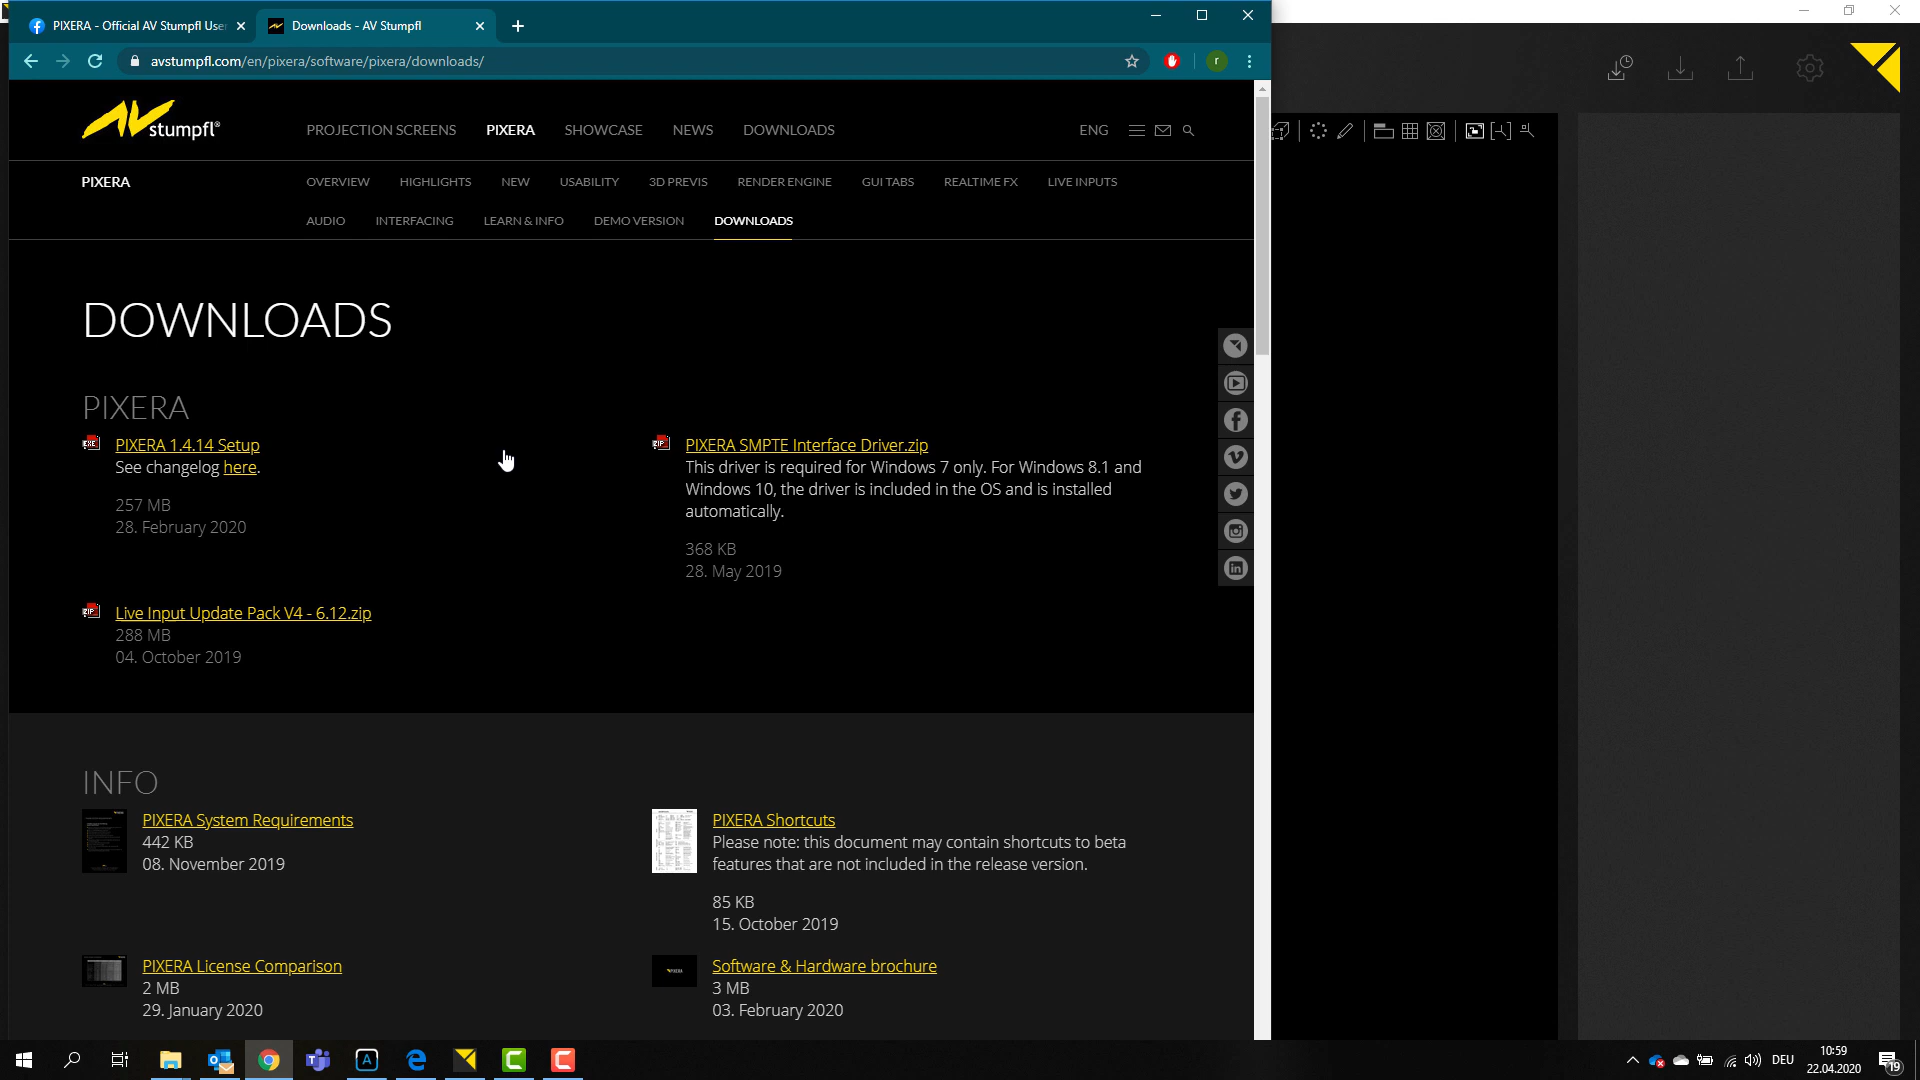 PIXERA - Official AV Stumpfl Use
Downloads - AV Stumpfl
avstumpfl.com/en/pixera/software/pixera/downloads/
r
AV stumpfl®
PROJECTION SCREENS
PIXERA
SHOWCASE
NEWS
DOWNLOADS
ENG
PIXERA
OVERVIEW
HIGHLIGHTS
NEW
USABILITY
3D PREVIS
RENDER ENGINE
GUI TABS
REALTIME FX
LIVE INPUTS
AUDIO
INTERFACING
LEARN & INFO
DEMO VERSION
DOWNLOADS
DOWNLOADS
PIXERA
EXE
PIXERA 1.4.14 Setup
See changelog here.
257 MB
28. February 2020
ZIP
PIXERA SMPTE Interface Driver.zip
This driver is required for Windows 7 only. For Windows 8.1 and
Windows 10, the driver is included in the OS and is installed
automatically.
368 KB
28. May 2019
ZIP
Live Input Update Pack V4 - 6.12.zip
288 MB
04. October 2019
INFO
PIXERA System Requirements
442 KB
08. November 2019
PIXERA Shortcuts
Please note: this document may contain shortcuts to beta
features that are not included in the release version.
85 KB
15. October 2019
PIXERA License Comparison
2 MB
29. January 2020
Software & Hardware brochure
3 MB
03. February 2020
DEU
10:59
22.04.2020
19